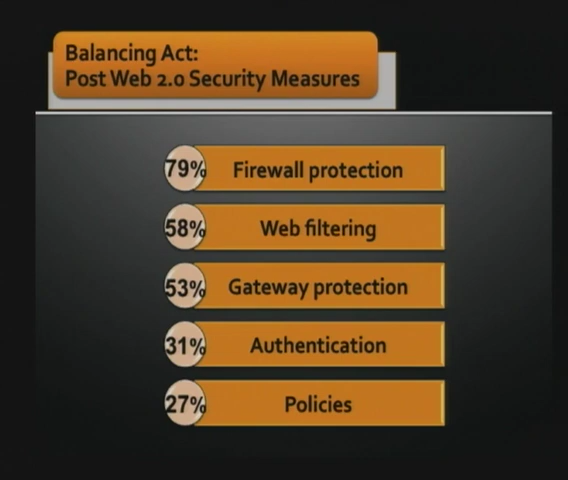 Balancing Act:
Post Web 2.0 Security Measures
79% Firewall protection
58% Web filtering
53% Gateway protection
31% Authentication
27% Policies